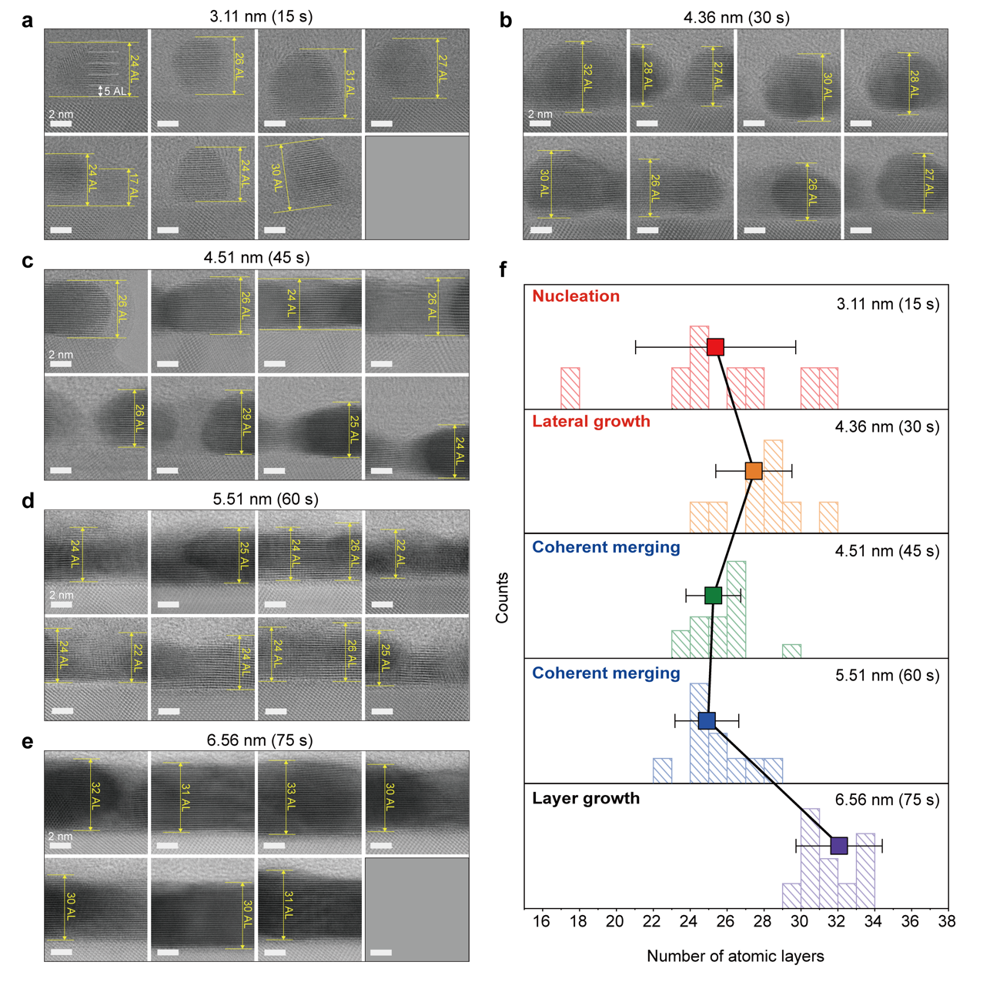 a
3.11 nm (15 s)
24 AL
5 AL
2 nm
26 AL
31 AL
27 AL
24 AL
17 AL
24 AL
30 AL
b
4.36 nm (30 s)
32 AL
2 nm
28 AL
27 AL
30 AL
28 AL
30 AL
26 AL
26 AL
27 AL
c
4.51 nm (45 s)
26 AL
2 nm
26 AL
24 AL
26 AL
26 AL
29 AL
25 AL
24 AL
d
5.51 nm (60 s)
24 AL
2 nm
25 AL
24 AL
26 AL
22 AL
24 AL
22 AL
24 AL
24 AL
26 AL
25 AL
e
6.56 nm (75 s)
32 AL
2 nm
31 AL
33 AL
30 AL
30 AL
30 AL
31 AL
f
Nucleation
3.11 nm (15 s)
Lateral growth
4.36 nm (30 s)
Coherent merging
4.51 nm (45 s)
Coherent merging
5.51 nm (60 s)
Layer growth
6.56 nm (75 s)
Counts
16 18 20 22 24 26 28 30 32 34 36 38
Number of atomic layers